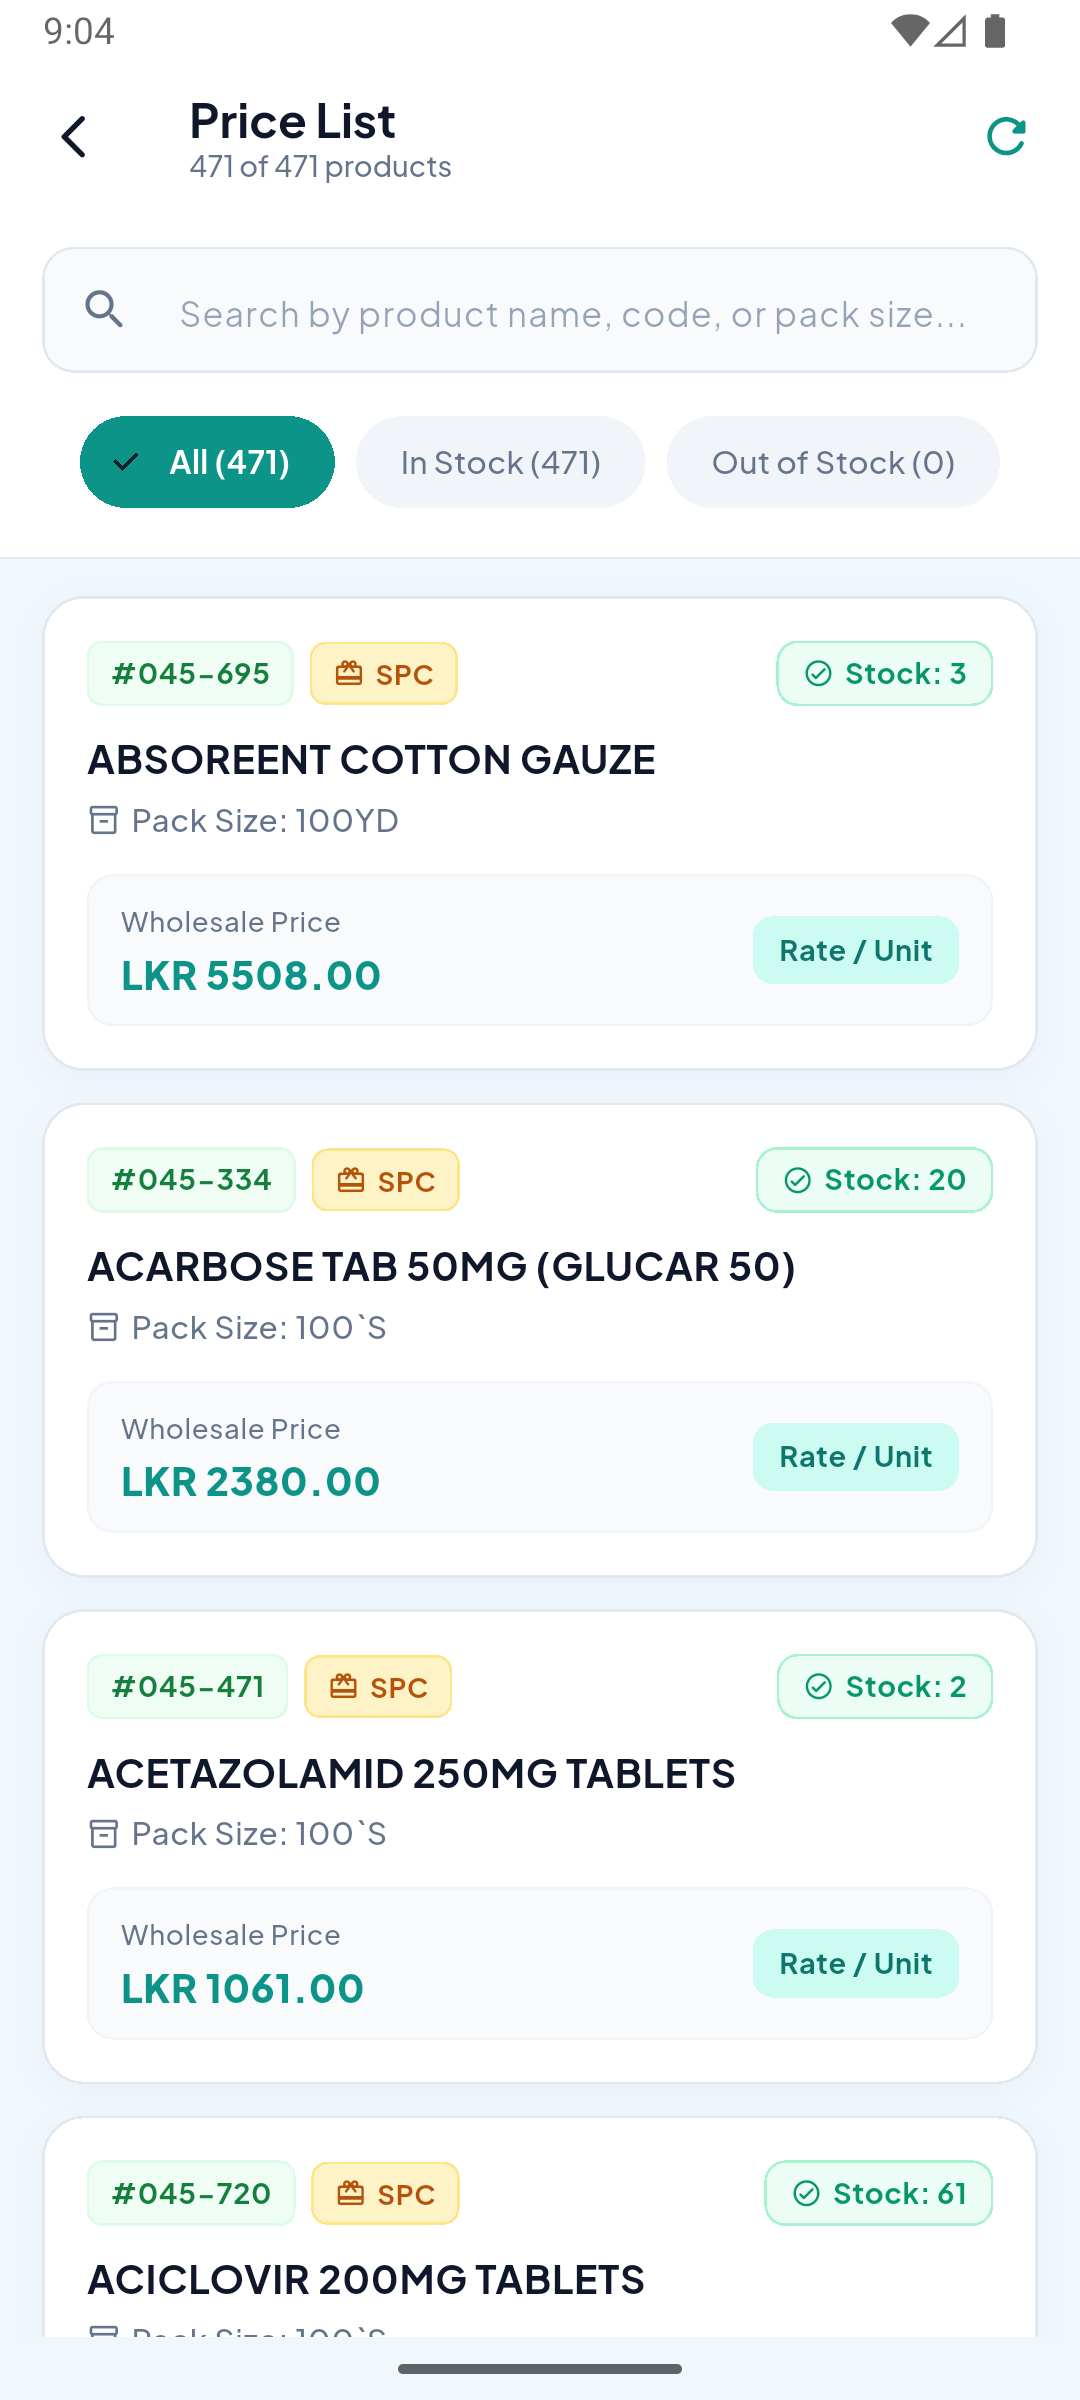 9:04
Price List
471 of 471 products
Search by product name, code, or pack size...
All (471)
In Stock (471)
Out of Stock (0)
#045-695
SPC
Stock: 3
ABSOREENT COTTON GAUZE
Pack Size: 100YD
Wholesale Price
LKR 5508.00
Rate / Unit
#045-334
SPC
Stock: 20
ACARBOSE TAB 50MG (GLUCAR 50)
Pack Size: 100`S
Wholesale Price
LKR 2380.00
Rate / Unit
#045-471
SPC
Stock: 2
ACETAZOLAMID 250MG TABLETS
Pack Size: 100`S
Wholesale Price
LKR 1061.00
Rate / Unit
#045-720
SPC
Stock: 61
ACICLOVIR 200MG TABLETS
Pack Size: 100`S